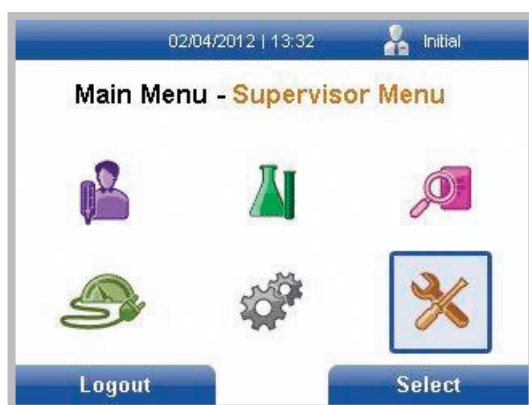 02/04/2012 | 13:32 Initial
Main Menu - Supervisor Menu
Logout Select